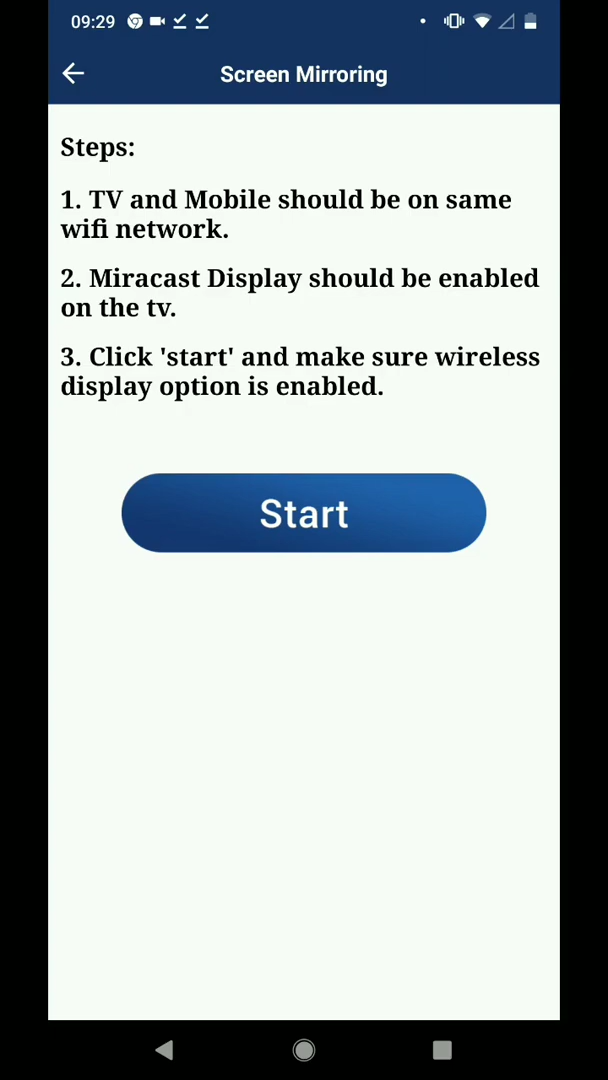 09:29
Screen Mirroring
Steps:
1. TV and Mobile should be on same
wifi network.
2. Miracast Display should be enabled
on the tv.
3. Click 'start' and make sure wireless
display option is enabled.
Start